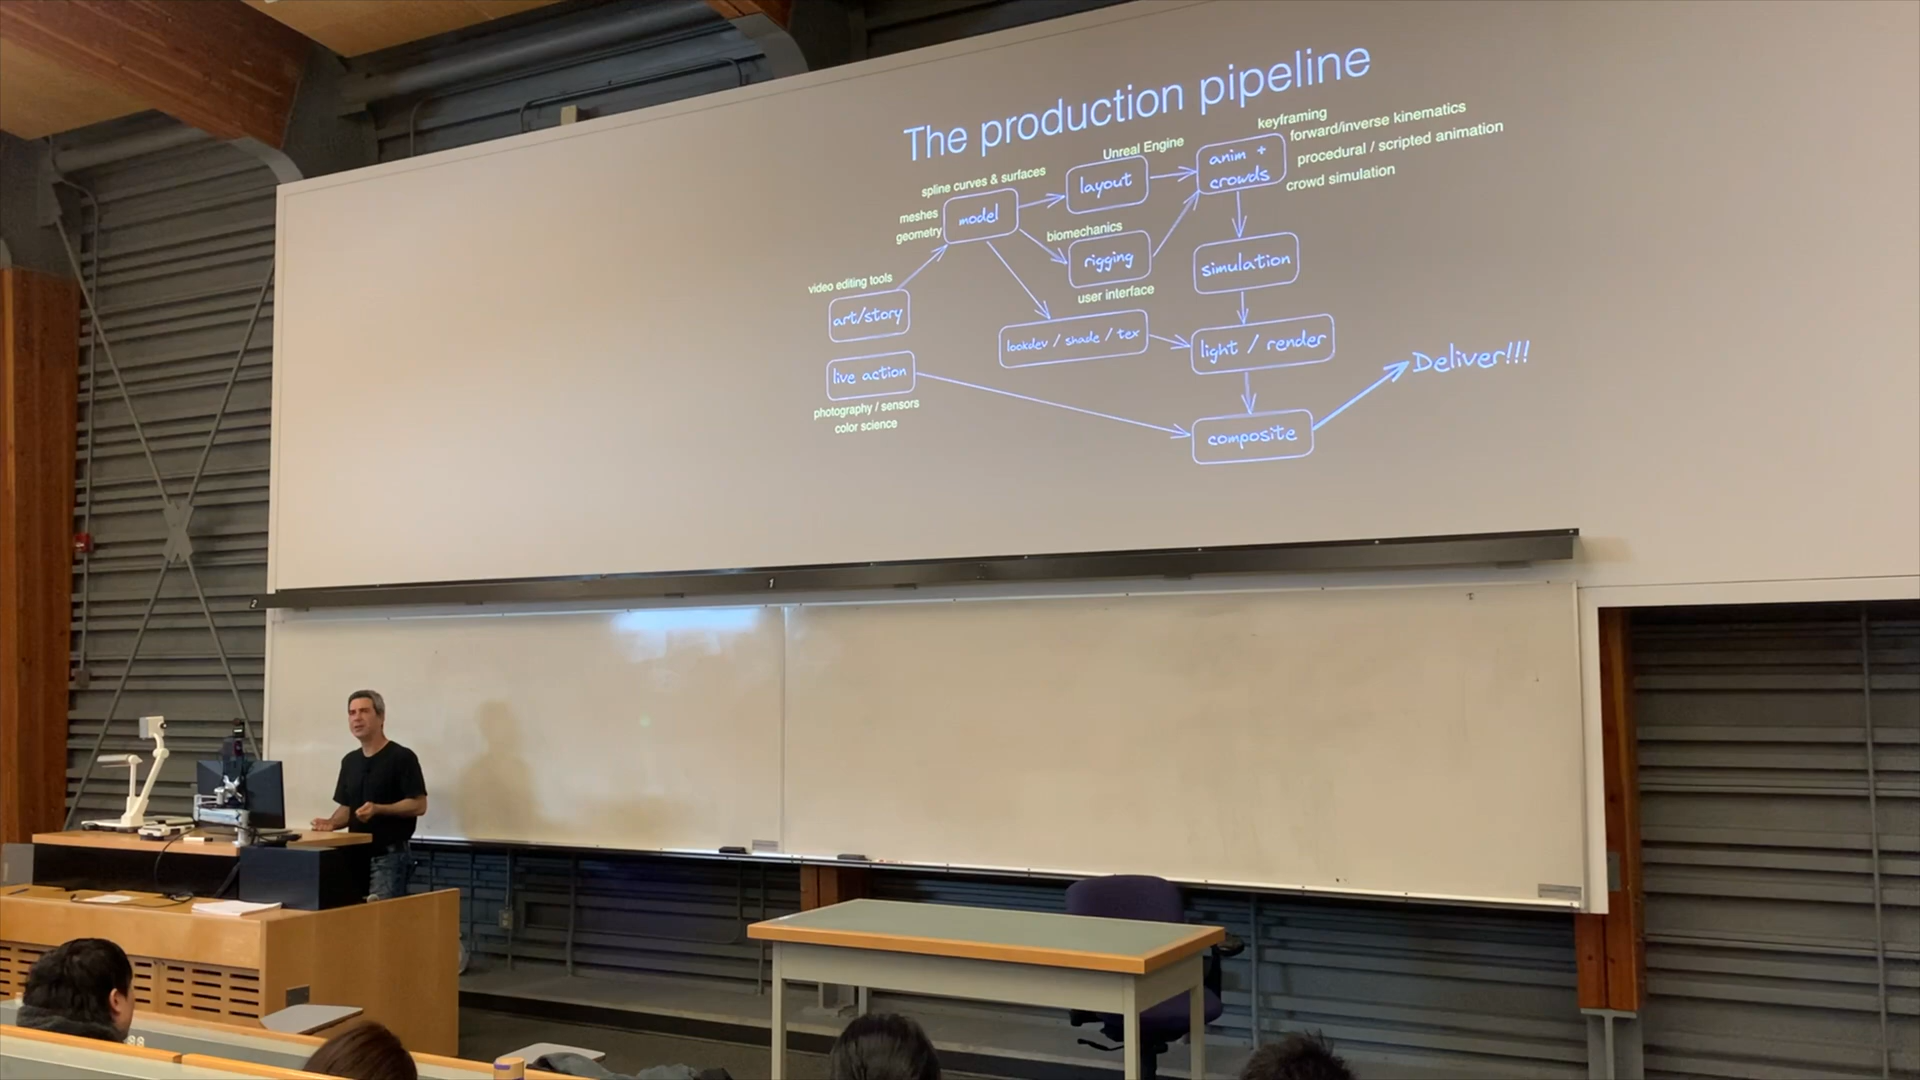 The production pipeline
keyframing
forward/inverse kinematics
procedural / scripted animation
crowd simulation
anim +
crowds
Unreal Engine
layout
spline curves & surfaces
meshes
geometry
model
biomechanics
rigging
user interface
simulation
video editing tools
art/story
lookdev / shade / tex
light / render
Deliver!!!
live action
photography / sensors
color science
composite
2
1